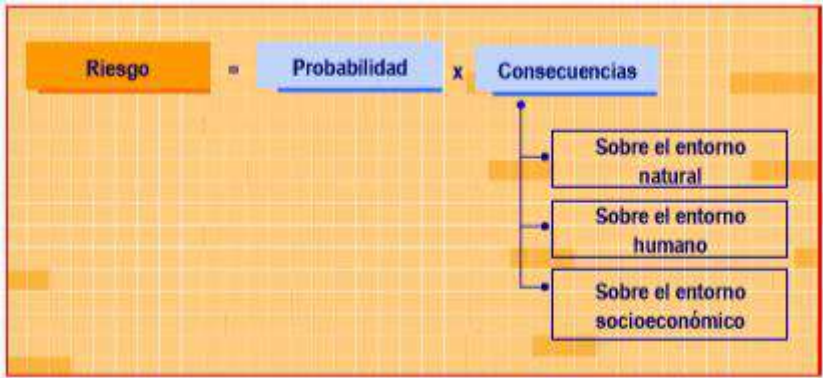 Riesgo = Probabilidad x Consecuencias
Sobre el entorno
natural
Sobre el entorno
humano
Sobre el entorno
socioeconómico